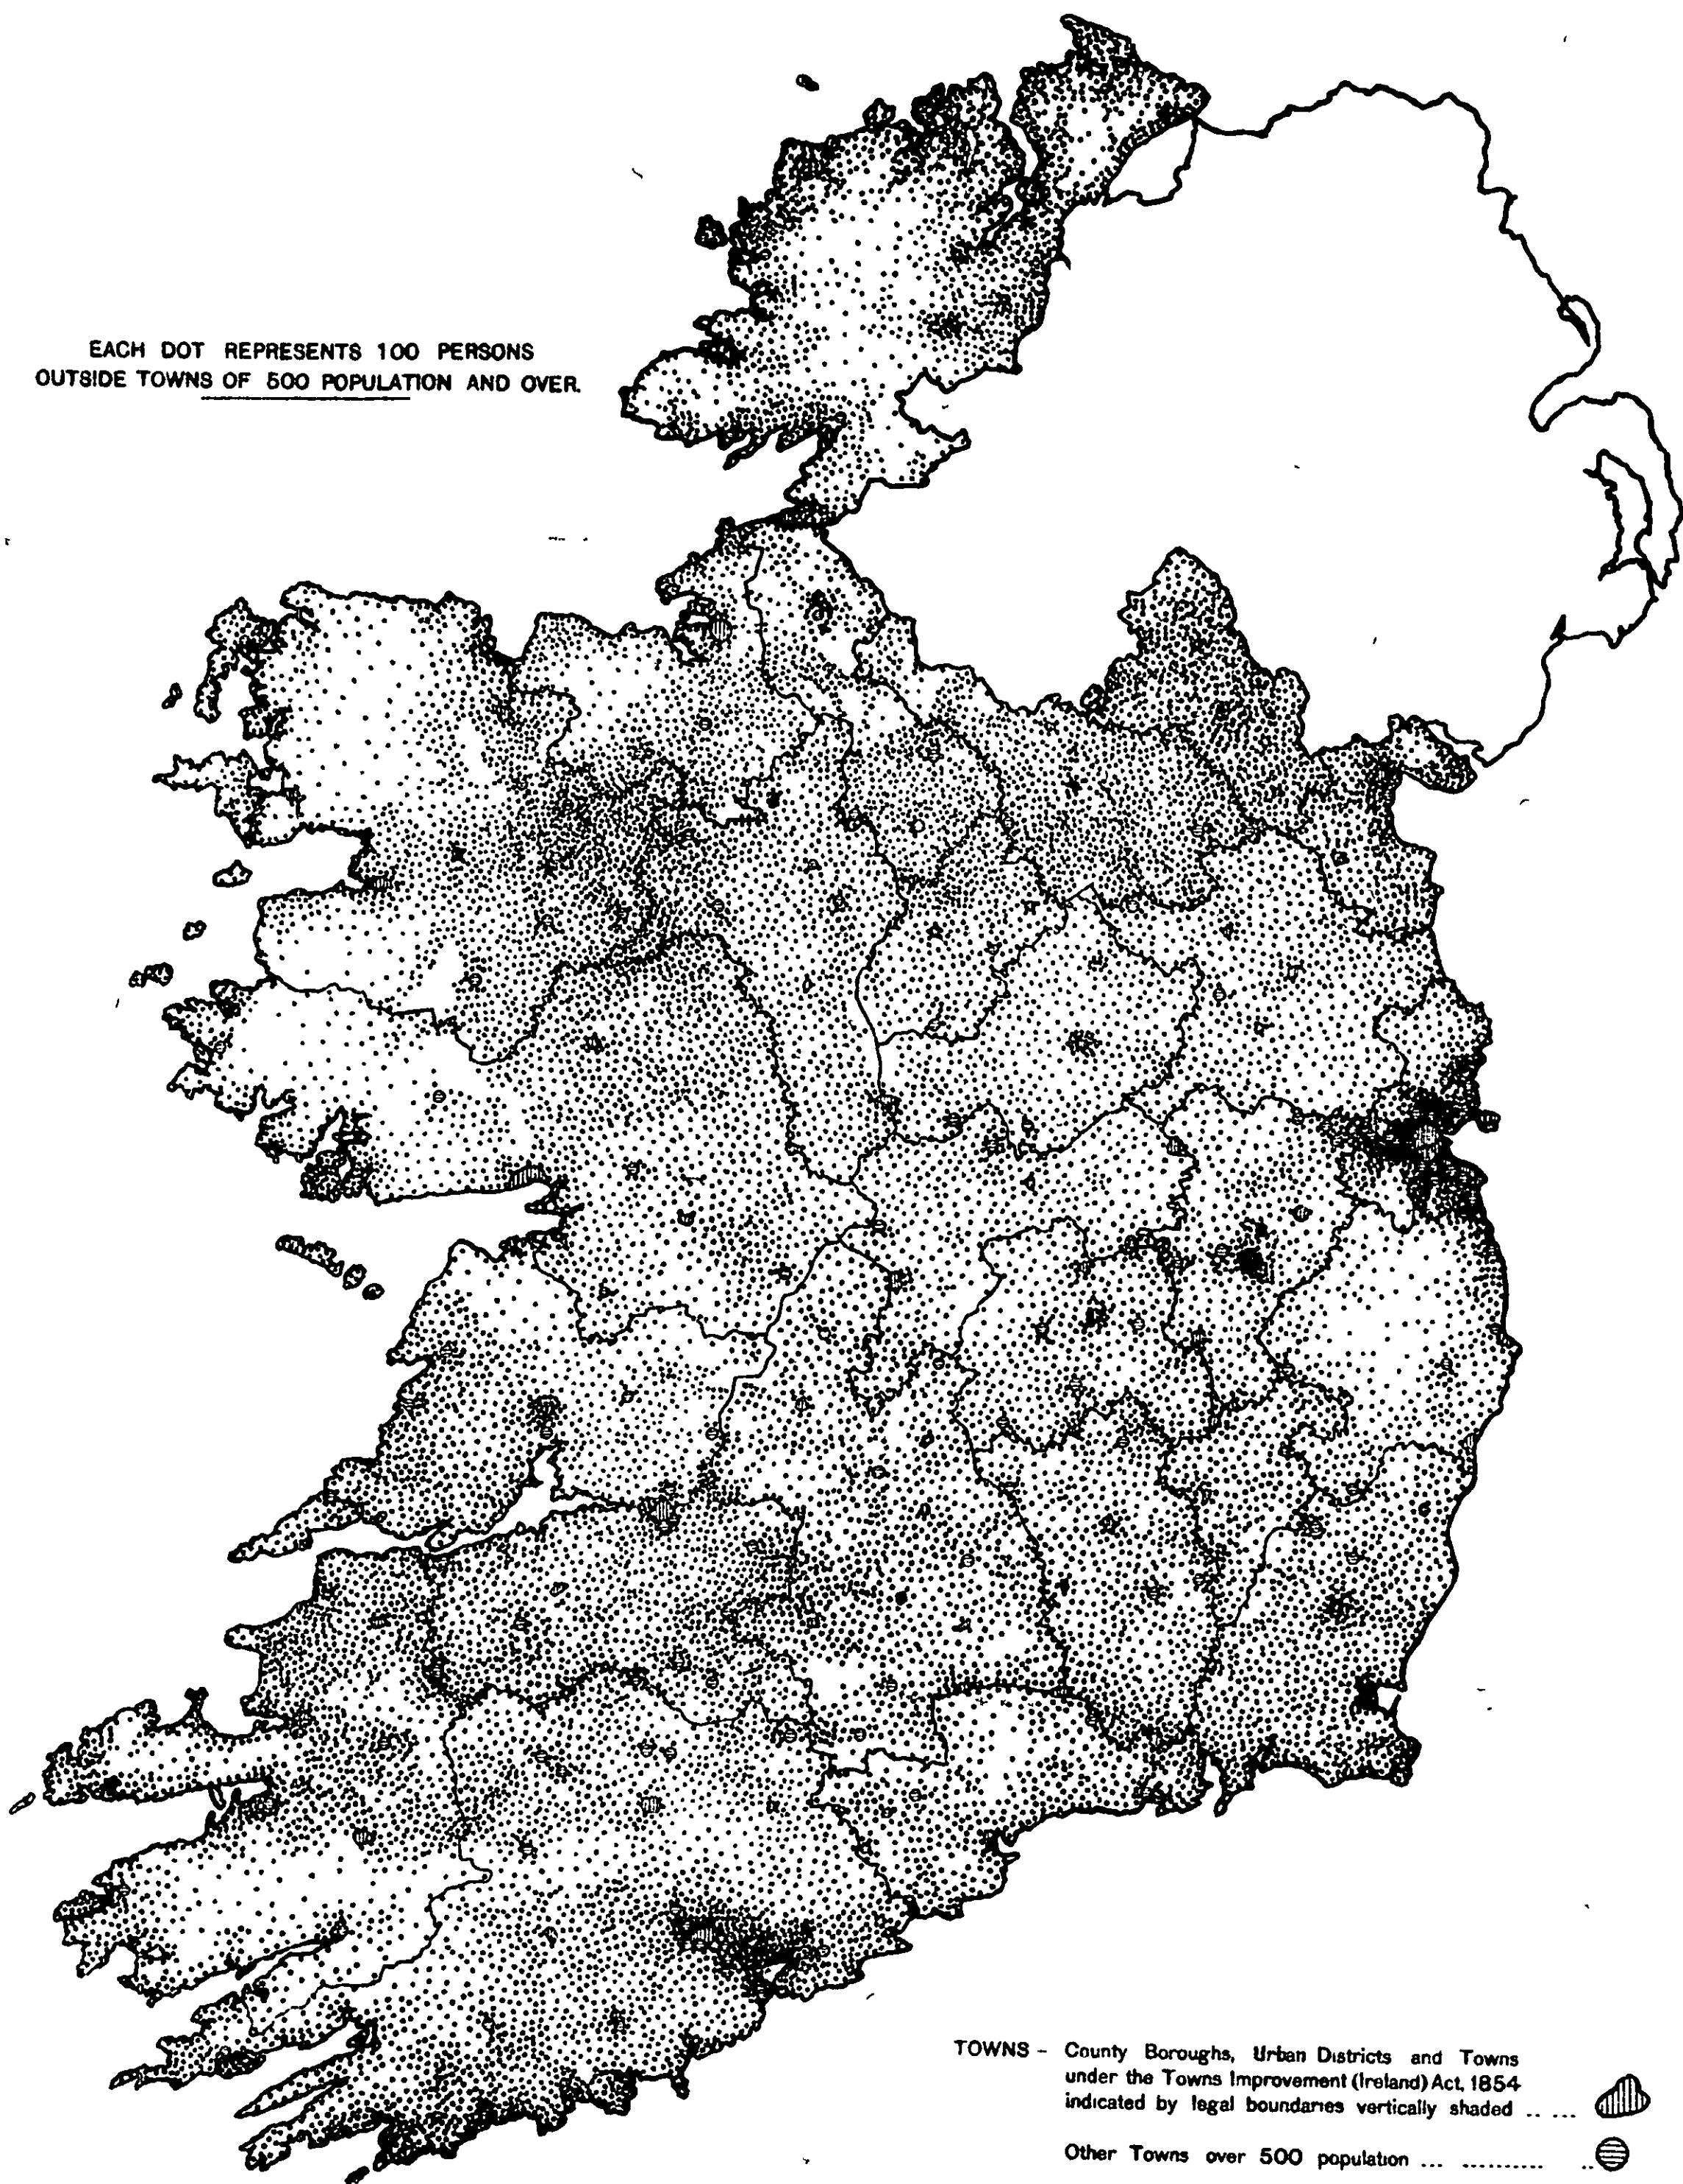 EACH DOT REPRESENTS 100 PERSONS
OUTSIDE TOWNS OF 500 POPULATION AND OVER.
TOWNS - County Boroughs, Urban Districts and Towns
under the Towns Improvement (Ireland) Act, 1854
indicated by legal boundaries vertically shaded .. ...
Other Towns over 500 population ... .......... ..